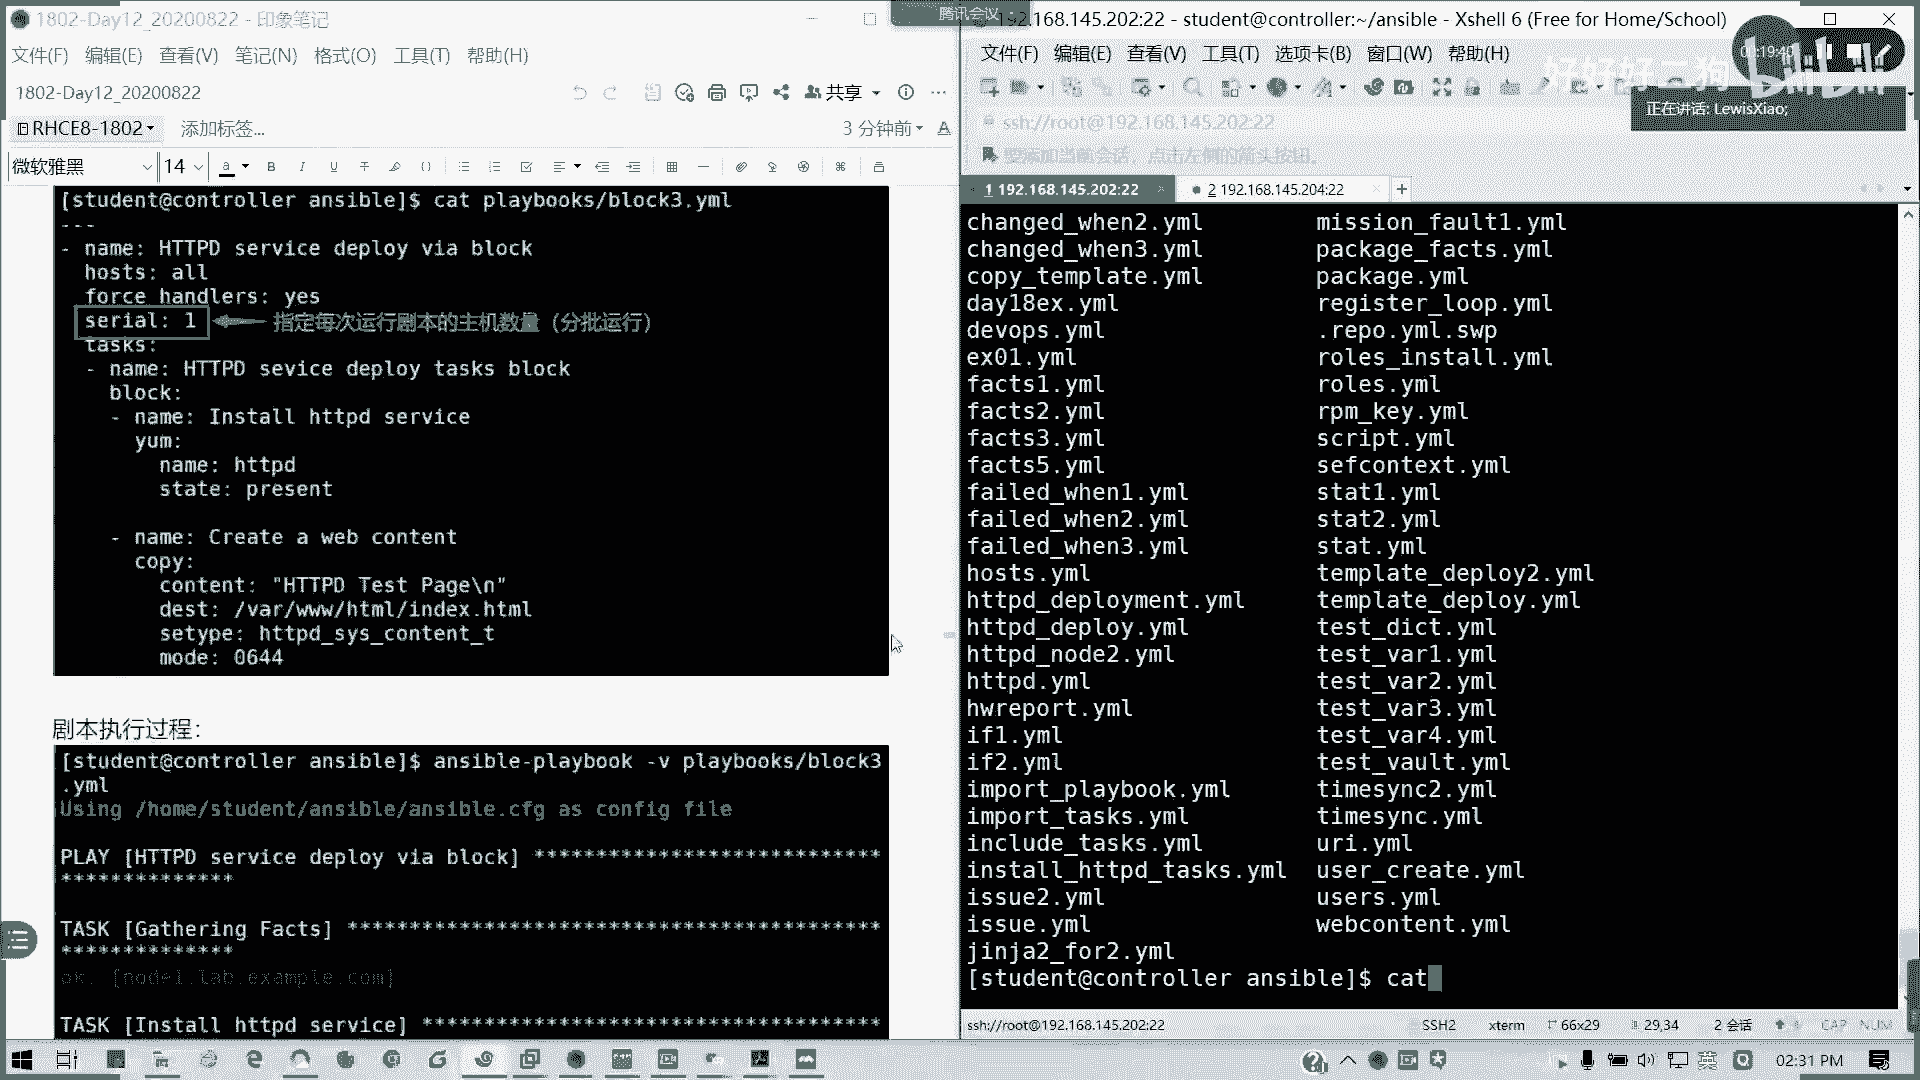 1802-Day12_20200822 - 印象笔记
文件(F) 编辑(E) 查看(V) 笔记(N) 格式(O) 工具(T) 帮助(H)
1802-Day12_20200822
共享
RHCE8-1802
添加标签...
3 分钟前
微软雅黑
14
[student@controller ansible]$ cat playbooks/block3.yml
---
- name: HTTPD service deploy via block
hosts: all
force_handlers: yes
serial: 1
指定每次运行剧本的主机数量（分批运行）
tasks:
- name: HTTPD sevice deploy tasks block
block:
- name: Install httpd service
yum:
name: httpd
state: present
- name: Create a web content
copy:
content: "HTTPD Test Page\n"
dest: /var/www/html/index.html
setype: httpd_sys_content_t
mode: 0644
剧本执行过程:
[student@controller ansible]$ ansible-playbook -v playbooks/block3
.yml
Using /home/student/ansible/ansible.cfg as config file
PLAY [HTTPD service deploy via block] ****************************
**************
TASK [Gathering Facts] *******************************************
**************
ok: [node1.lab.example.com]
TASK [Install httpd service] *************************************
腾讯会议
192.168.145.202:22 - student@controller:~/ansible - Xshell 6 (Free for Home/School)
文件(F) 编辑(E) 查看(V) 工具(T) 选项卡(B) 窗口(W) 帮助(H)
好好好二狗
bilibili
正在讲话: LewisXiao;
ssh://root@192.168.145.202:22
要添加当前会话，点击左侧的箭头按钮。
1 192.168.145.202:22
2 192.168.145.204:22
changed_when2.yml mission_fault1.yml
changed_when3.yml package_facts.yml
copy_template.yml package.yml
day18ex.yml register_loop.yml
devops.yml .repo.yml.swp
ex01.yml roles_install.yml
facts1.yml roles.yml
facts2.yml rpm_key.yml
facts3.yml script.yml
facts5.yml sefcontext.yml
failed_when1.yml stat1.yml
failed_when2.yml stat2.yml
failed_when3.yml stat.yml
hosts.yml template_deploy2.yml
httpd_deployment.yml template_deploy.yml
httpd_deploy.yml test_dict.yml
httpd_node2.yml test_var1.yml
httpd.yml test_var2.yml
hwreport.yml test_var3.yml
if1.yml test_var4.yml
if2.yml test_vault.yml
import_playbook.yml timesync2.yml
import_tasks.yml timesync.yml
include_tasks.yml uri.yml
install_httpd_tasks.yml user_create.yml
issue2.yml users.yml
issue.yml webcontent.yml
jinja2_for2.yml
[student@controller ansible]$ cat
ssh://root@192.168.145.202:22 SSH2 xterm 66x29 29,34 2 会话 CAP NUM
英
02:31 PM